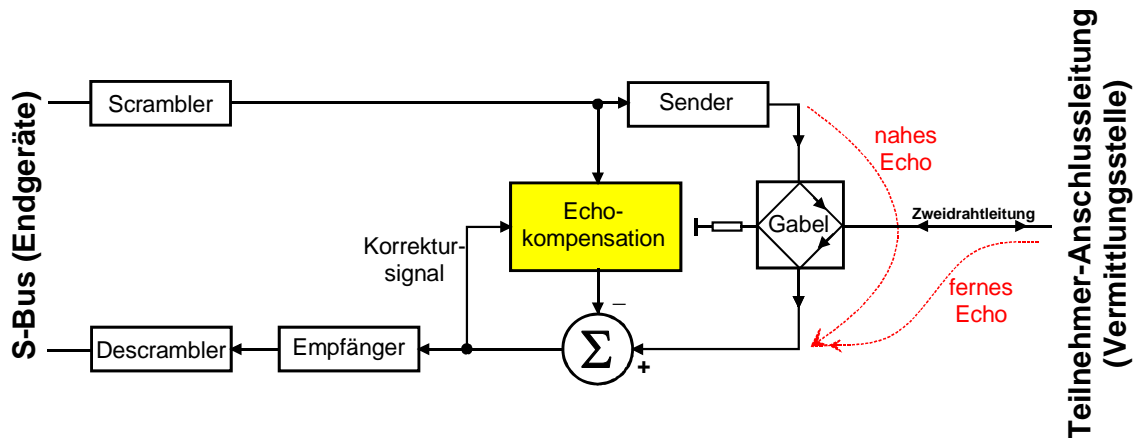 S-Bus (Endgeräte)
Scrambler
Sender
nahes
Echo
Echo-
kompensation
Gabel
Zweidrahtleitung
Korrektur-
signal
fernes
Echo
–
Descrambler
Empfänger
Σ
+
Teilnehmer-Anschlussleitung
(Vermittlungsstelle)